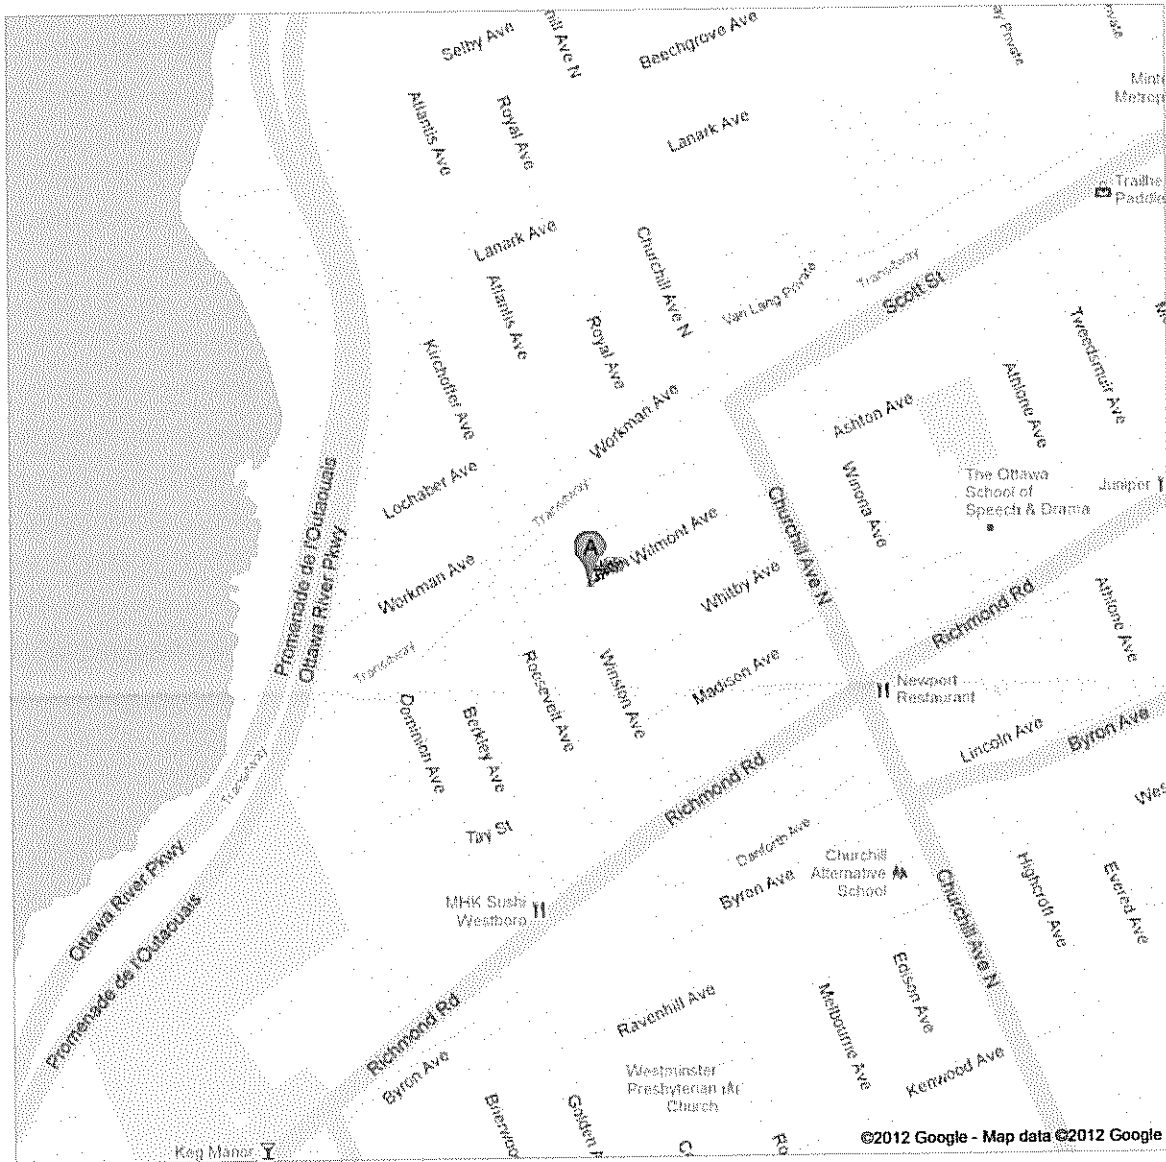 Selby Ave
Beechgrove Ave
Atlantis Ave
Royal Ave
Lanark Ave
Trailhe
Paddle
Lanark Ave
Churchill Ave N
Transitway
Van Lang Private
Scott St
Atlantis Ave
Royal Ave
Kirchoffer Ave
Tweedsmuir Ave
Athlone Ave
Workman Ave
Ashton Ave
Lochaber Ave
Winona Ave
The Ottawa
School of
Speech & Drama
Juniper
Transitway
Churchill Ave N
A
Wilmont Ave
Promenade de l'Outaouais
Ottawa River Pkwy
Workman Ave
Whitby Ave
Richmond Rd
Athlone Ave
Transitway
Roosevelt Ave
Winston Ave
Madison Ave
Newport
Restaurant
Dominion Ave
Berkley Ave
Lincoln Ave
Byron Ave
Transitway
Richmond Rd
Wes
Tay St
Danforth Ave
Byron Ave
Churchill
Alternative
School
Highcroft Ave
Evered Ave
MHK Sushi
Westboro
Ottawa River Pkwy
Promenade de l'Outaouais
Churchill Ave N
Edison Ave
Melbourne Ave
Ravenhill Ave
Richmond Rd
Byron Ave
Westminster
Presbyterian
Church
Kenwood Ave
Keg Manor
©2012 Google - Map data ©2012 Google